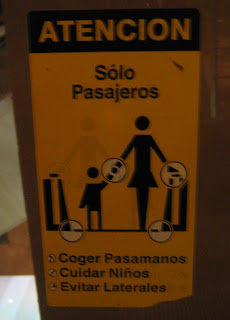 ATENCION
Sólo
Pasajeros
Coger Pasamanos
Cuidar Niños
Evitar Laterales